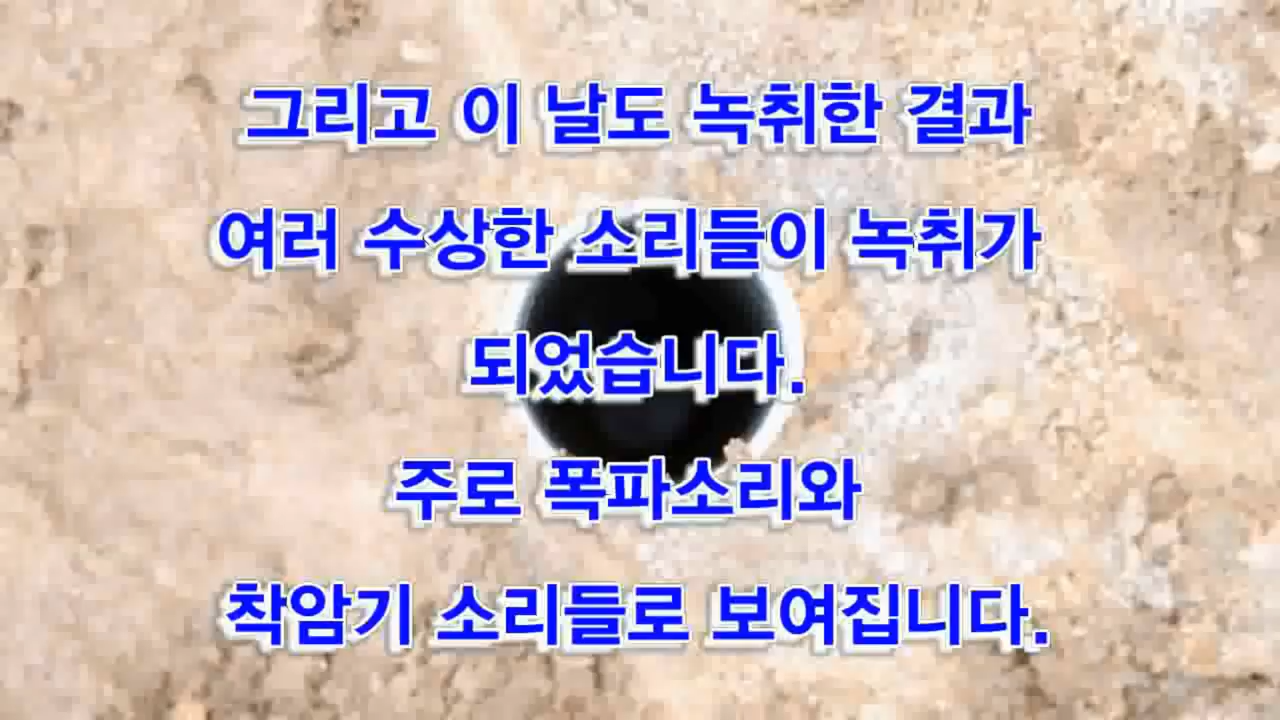 그리고 이 날도 녹취한 결과
여러 수상한 소리들이 녹취가
되었습니다.
주로 폭파소리와
착암기 소리들로 보여집니다.